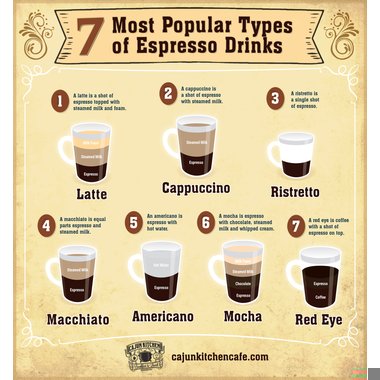 7 Most Popular Types
of Espresso Drinks
1
A latte is a shot of
espresso topped with
steamed milk and foam.
Milk Foam
Steamed Milk
Espresso
Latte
2
A cappuccino is
a shot of espresso
with steamed milk.
Steamed Milk
Espresso
Cappuccino
3
A ristretto is
a single shot
of espresso.
Espresso
Ristretto
4
A macchiato is equal
parts espresso and
steamed milk.
Steamed Milk
Espresso
Macchiato
5
An americano is
espresso with
hot water.
Hot Water
Espresso
Americano
6
A mocha is espresso
with chocolate, steamed
milk and whipped cream.
Steamed Milk
Chocolate
Espresso
Mocha
7
A red eye is coffee
with a shot of
espresso on top.
Espresso
Coffee
Red Eye
CAJUN KITCHEN
cajunkitchencafe.com